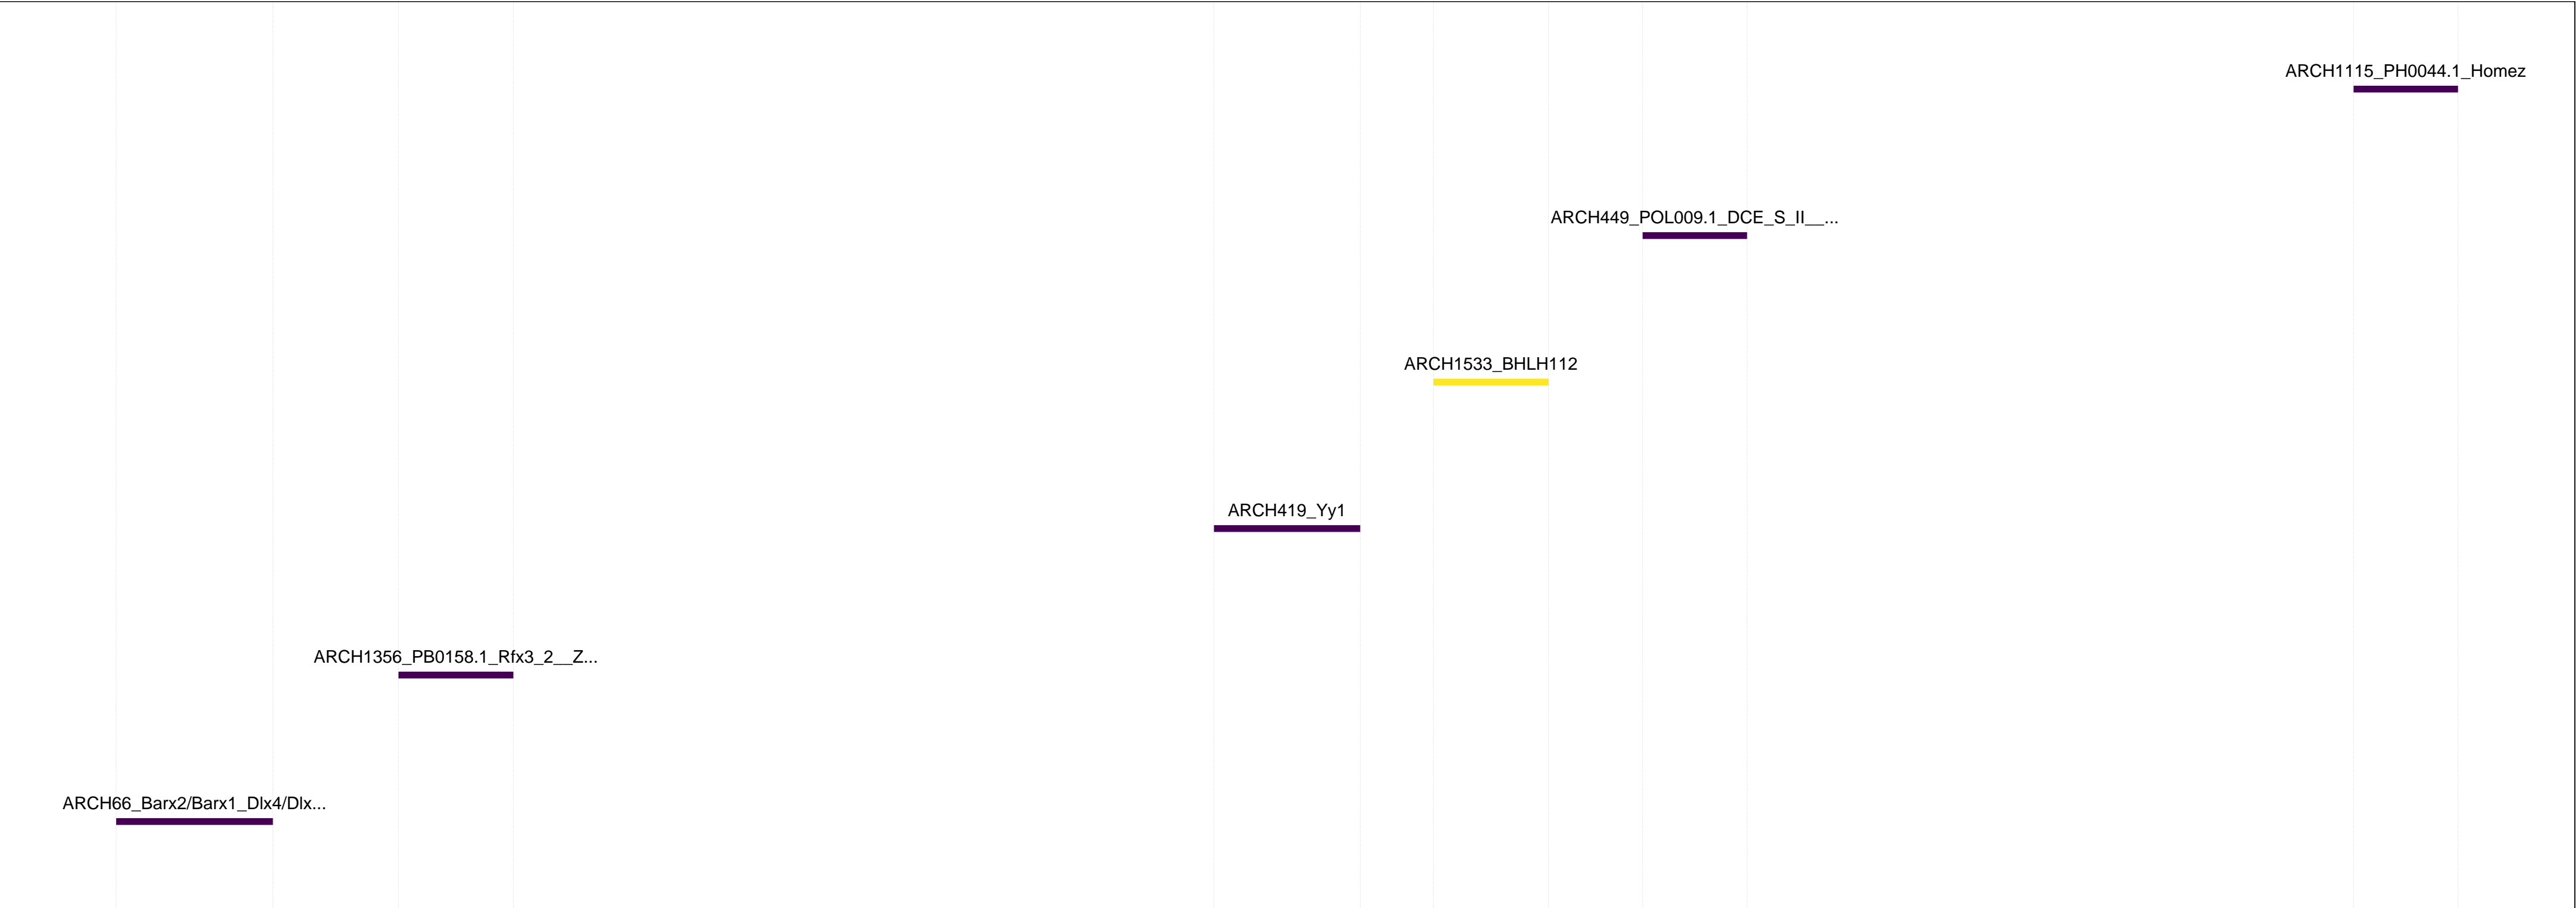 ARCH1115_PH0044.1_Homez
ARCH449_POL009.1_DCE_S_II__...
ARCH1533_BHLH112
ARCH419_Yy1
ARCH1356_PB0158.1_Rfx3_2__Z...
ARCH66_Barx2/Barx1_Dlx4/Dlx...